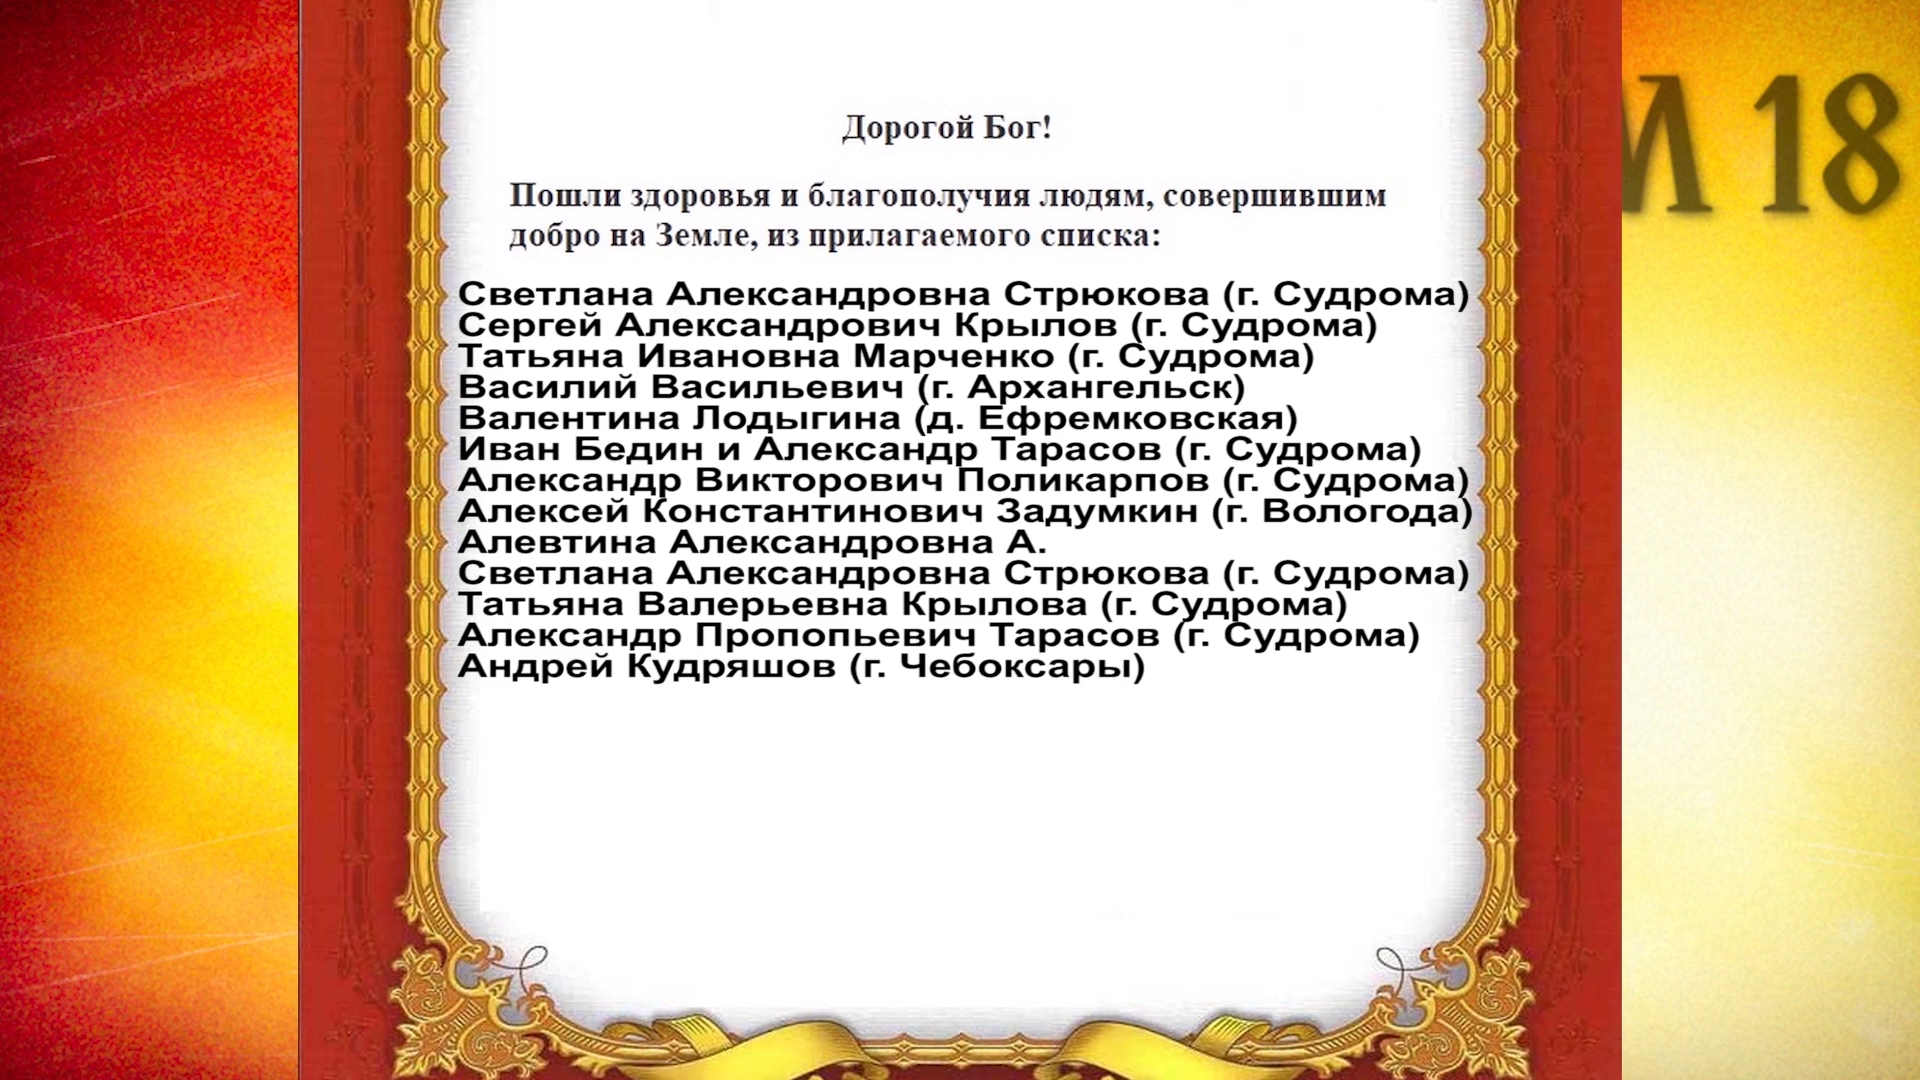 Дорогой Бог!
Пошли здоровья и благополучия людям, совершившим
добро на Земле, из прилагаемого списка:
Светлана Александровна Стрюкова (г. Судрома)
Сергей Александрович Крылов (г. Судрома)
Татьяна Ивановна Марченко (г. Судрома)
Василий Васильевич (г. Архангельск)
Валентина Лодыгина (д. Ефремковская)
Иван Бедин и Александр Тарасов (г. Судрома)
Александр Викторович Поликарпов (г. Судрома)
Алексей Константинович Задумкин (г. Вологода)
Алевтина Александровна А.
Светлана Александровна Стрюкова (г. Судрома)
Татьяна Валерьевна Крылова (г. Судрома)
Александр Пропопьевич Тарасов (г. Судрома)
Андрей Кудряшов (г. Чебоксары)
18